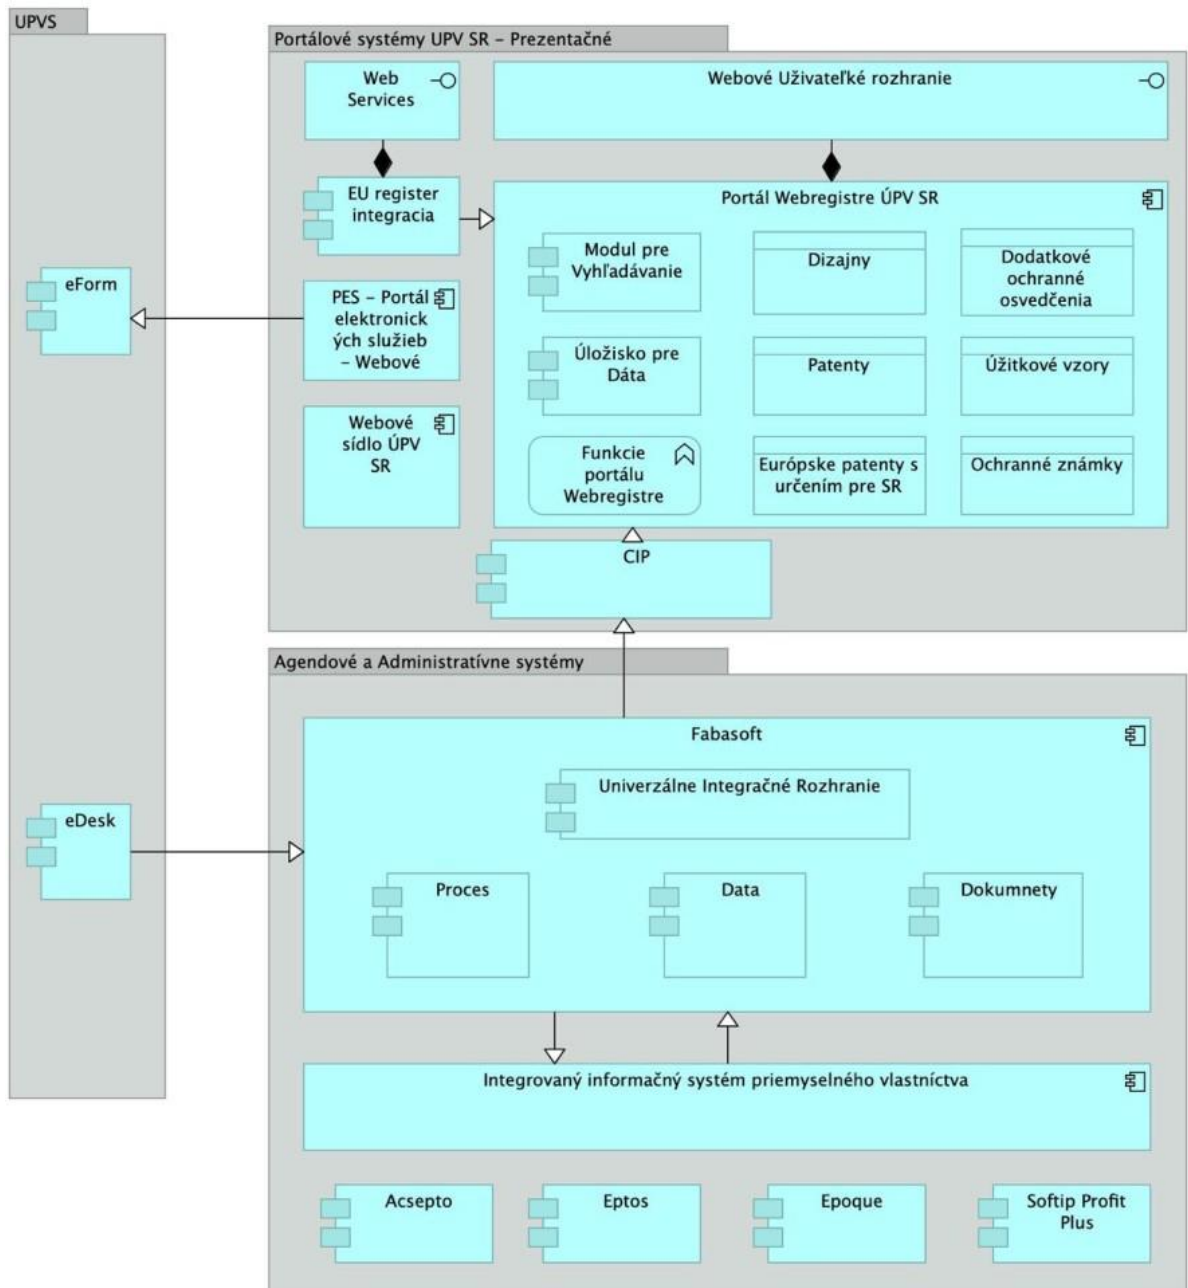 UPVS
Portálové systémy UPV SR – Prezentačné
Web
Services
Webové Uživateľké rozhranie
EU register
integracia
Portál Webregistre ÚPV SR
Modul pre
Vyhľadávanie
Dizajny
Dodatkové
ochranné
osvedčenia
eForm
PES – Portál
elektronick
ých služieb
– Webové
Úložisko pre
Dáta
Patenty
Úžitkové vzory
Webové
sídlo ÚPV
SR
Funkcie
portálu
Webregistre
Európske patenty s
určením pre SR
Ochranné známky
CIP
Agendové a Administratívne systémy
Fabasoft
Univerzálne Integračné Rozhranie
eDesk
Proces
Data
Dokumnety
Integrovaný informačný systém priemyselného vlastníctva
Acsepto
Eptos
Epoque
Softip Profit
Plus